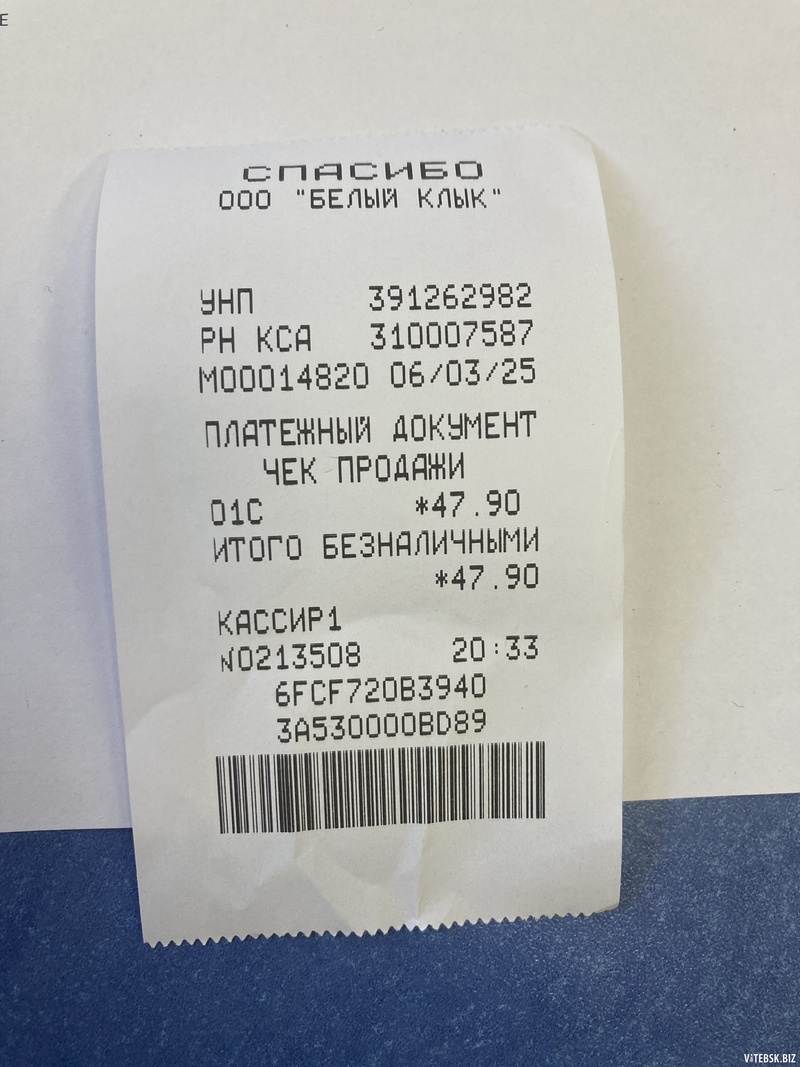 E
СПАСИБО
ООО "БЕЛЫЙ КЛЫК"
УНП 391262982
РН КСА 310007587
М00014820 06/03/25
ПЛАТЕЖНЫЙ ДОКУМЕНТ
ЧЕК ПРОДАЖИ
01С *47.90
ИТОГО БЕЗНАЛИЧНЫМИ
*47.90
КАССИР1
N0213508 20:33
6FCF720B3940
3A530000BD89
VITEBSK.BIZ